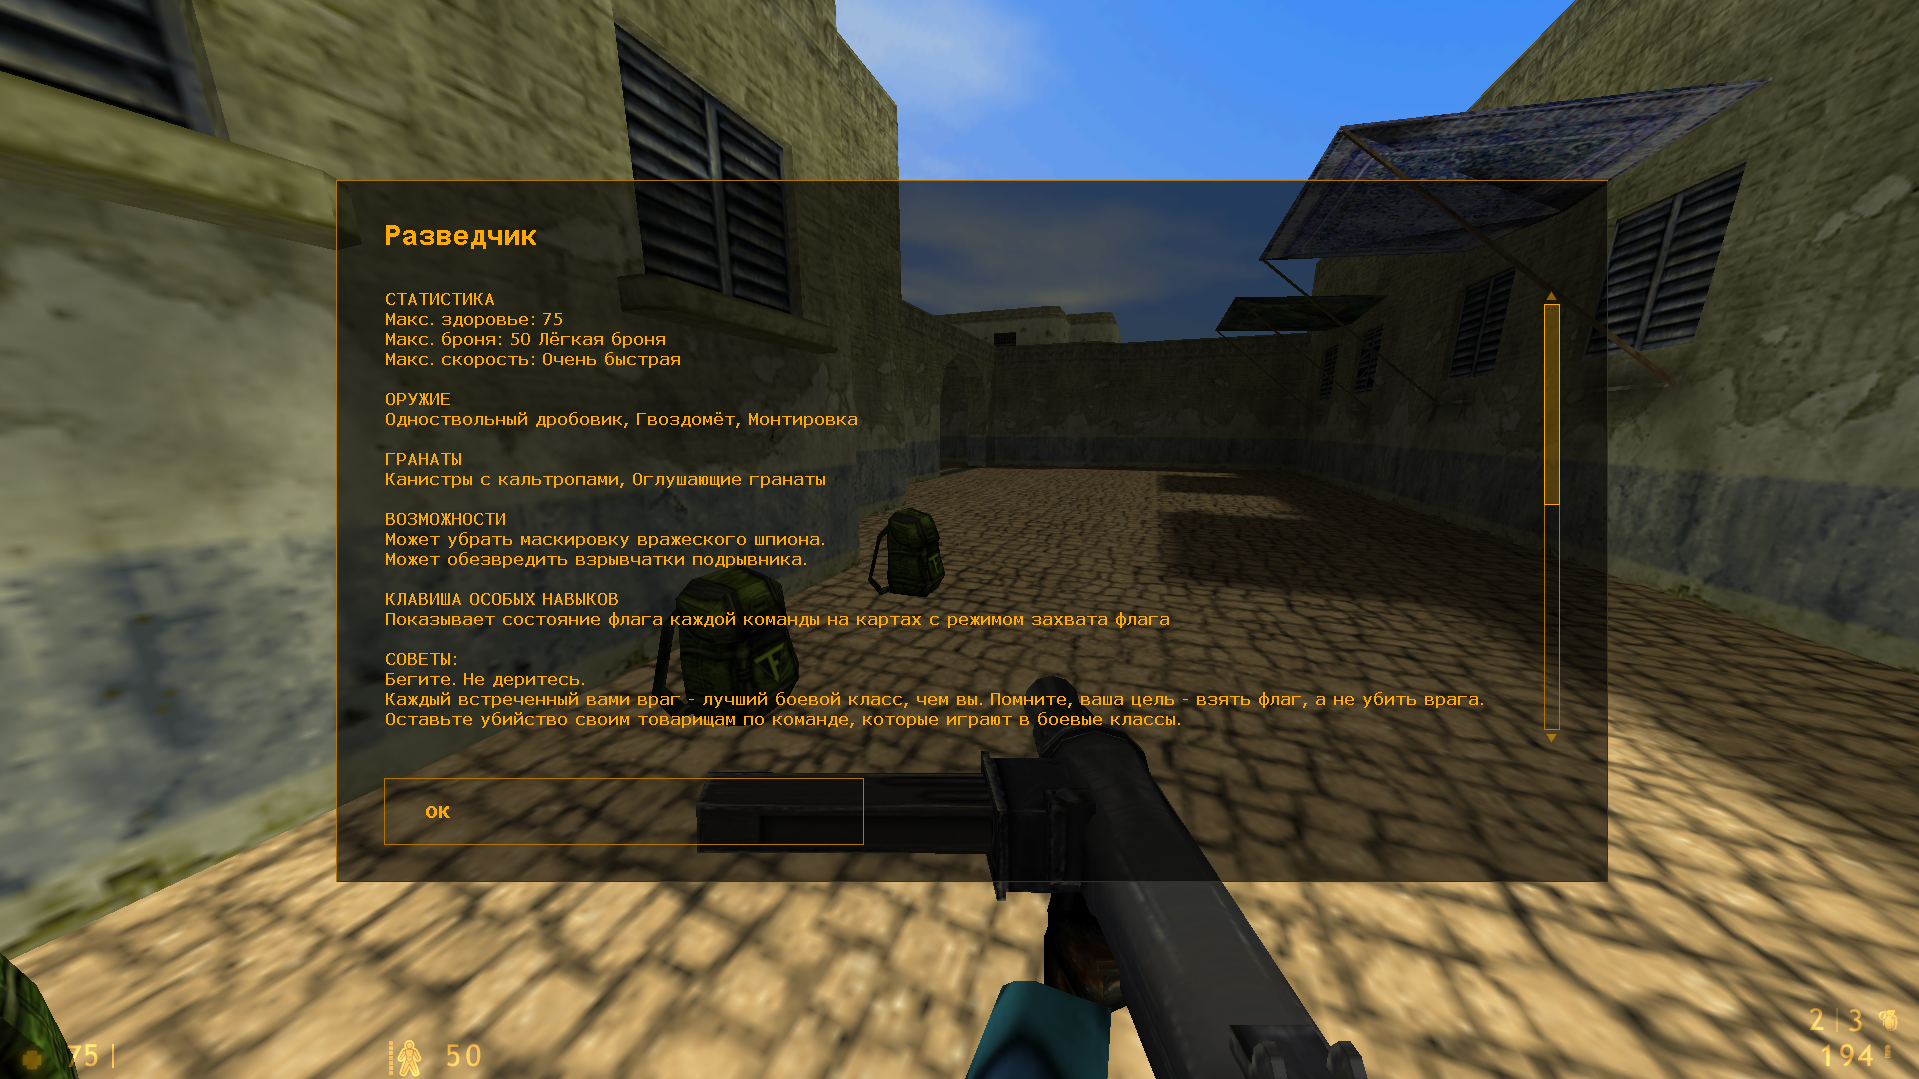 Разведчик
СТАТИСТИКА
Макс. здоровье: 75
Макс. броня: 50 Лёгкая броня
Макс. скорость: Очень быстрая
ОРУЖИЕ
Одноствольный дробовик, Гвоздомёт, Монтировка
ГРАНАТЫ
Канистры с кальтропами, Оглушающие гранаты
ВОЗМОЖНОСТИ
Может убрать маскировку вражеского шпиона.
Может обезвредить взрывчатки подрывника.
КЛАВИША ОСОБЫХ НАВЫКОВ
Показывает состояние флага каждой команды на картах с режимом захвата флага
СОВЕТЫ:
Бегите. Не деритесь.
Каждый встреченный вами враг - лучший боевой класс, чем вы. Помните, ваша цель - взять флаг, а не убить врага.
Оставьте убийство своим товарищам по команде, которые играют в боевые классы.
ОК
75 |
50
2 | 3
194